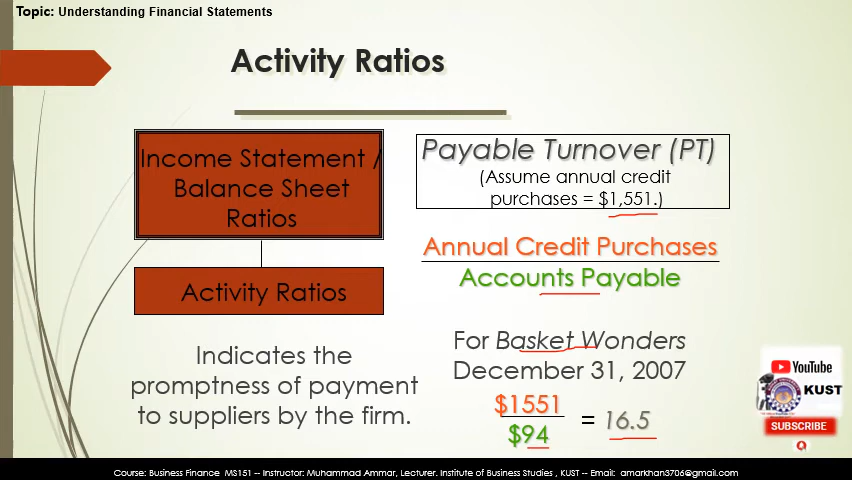 Topic: Understanding Financial Statements
Activity Ratios
Income Statement /
Balance Sheet
Ratios
Activity Ratios
Indicates the
promptness of payment
to suppliers by the firm.
Payable Turnover (PT)
(Assume annual credit
purchases = $1,551.)
Annual Credit Purchases
Accounts Payable
For Basket Wonders
December 31, 2007
$1551
$94
= 16.5
YouTube
KUST
SUBSCRIBE
Course: Business Finance MS151 -- Instructor: Muhammad Ammar, Lecturer. Institute of Business Studies , KUST -- Email: amarkhan3706@gmail.com